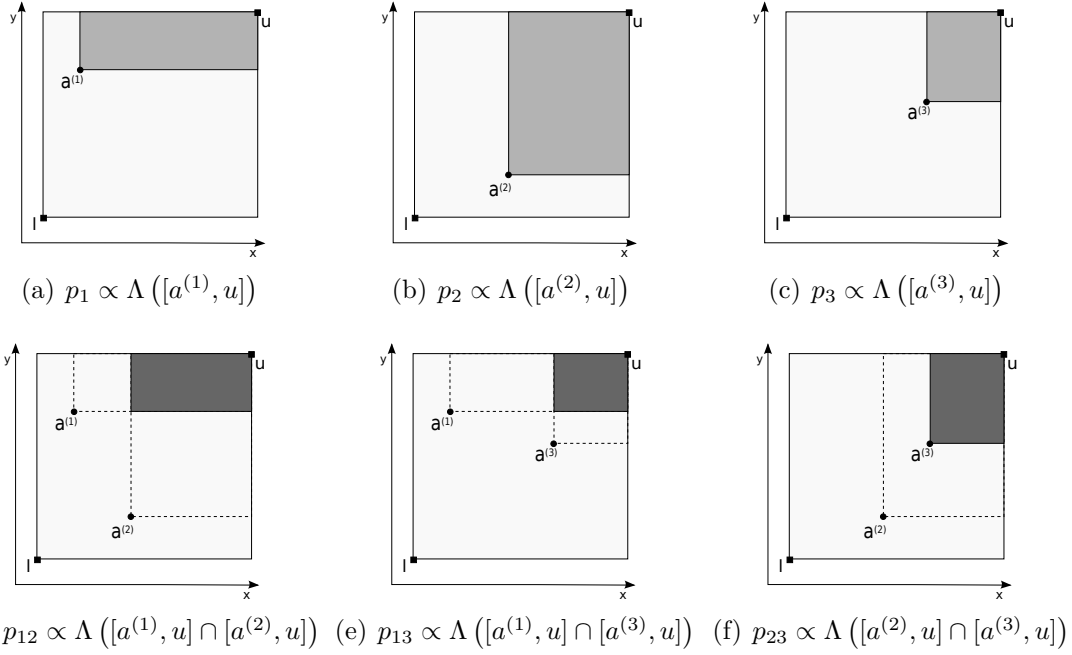 y
u
a(1)
l
x
(a) p₁ ∝ Λ ([a⁽¹⁾, u])
y
u
a(2)
l
x
(b) p₂ ∝ Λ ([a⁽²⁾, u])
y
u
a(3)
l
x
(c) p₃ ∝ Λ ([a⁽³⁾, u])
y
u
a(1)
a(2)
l
x
p₁₂ ∝ Λ ([a⁽¹⁾, u] ∩ [a⁽²⁾, u])
y
u
a(1)
a(3)
l
x
(e) p₁₃ ∝ Λ ([a⁽¹⁾, u] ∩ [a⁽³⁾, u])
y
u
a(3)
a(2)
l
x
(f) p₂₃ ∝ Λ ([a⁽²⁾, u] ∩ [a⁽³⁾, u])